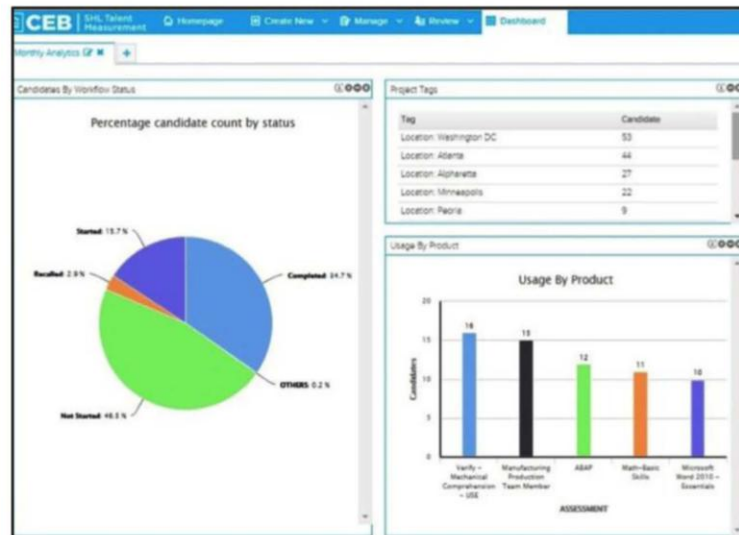 CEB SHL Talent Measurement Homepage Create New Manage Review Dashboard
Monthly Analytics
Candidates By Workflow Status
Percentage candidate count by status
Started: 15.7 %
Recalled: 2.9 %
Completed: 34.7 %
OTHERS: 0.2 %
Not Started: 46.5 %
Project Tags
Tag Candidate
Location: Washington DC 53
Location: Atlanta 44
Location: Alpharetta 27
Location: Minneapolis 22
Location: Peoria 9
Usage By Product
Usage By Product
20
15
10
5
0
Candidates
16
15
12
11
10
Verify - Mechanical Comprehension - USE
Manufacturing Production Team Member
ABAP
Math-Basic Skills
Microsoft Word 2010 - Essentials
ASSESSMENT